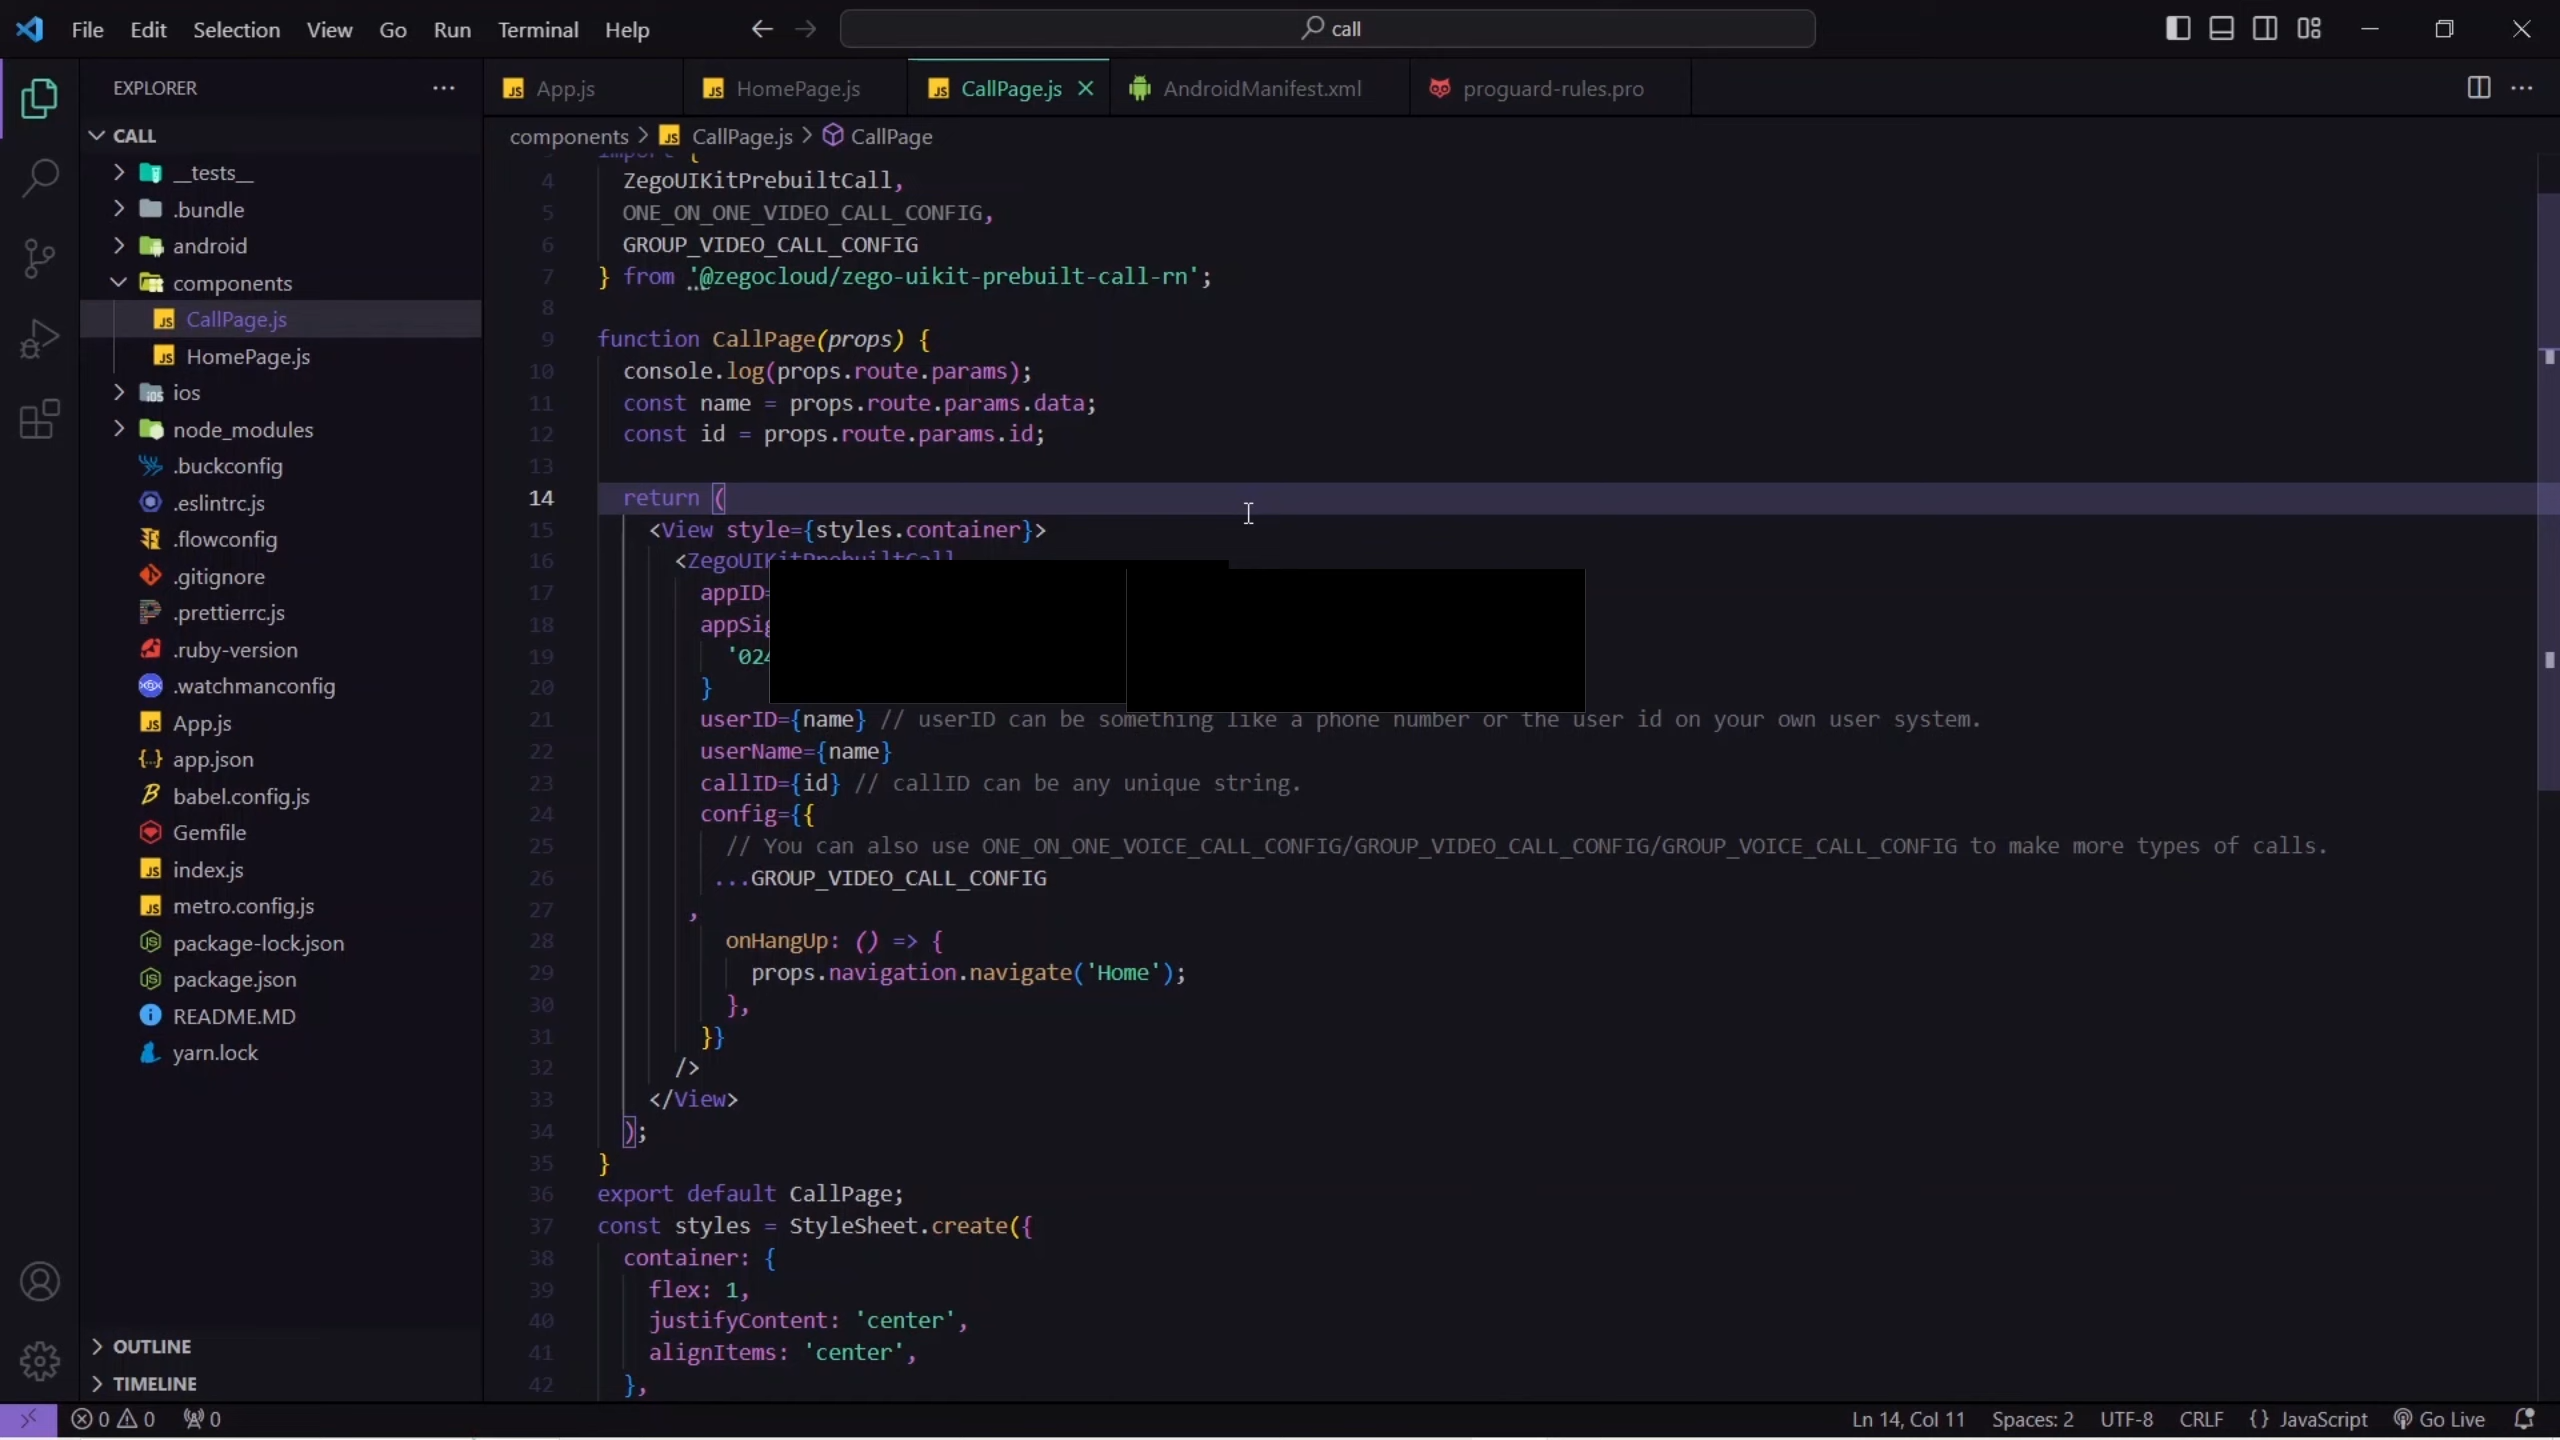 File Edit Selection View Go Run Terminal Help
call
EXPLORER
CALL
__tests__
.bundle
android
components
CallPage.js
HomePage.js
ios
node_modules
.buckconfig
.eslintrc.js
.flowconfig
.gitignore
.prettierrc.js
.ruby-version
.watchmanconfig
App.js
app.json
babel.config.js
Gemfile
index.js
metro.config.js
package-lock.json
package.json
README.MD
yarn.lock
OUTLINE
TIMELINE
App.js HomePage.js CallPage.js AndroidManifest.xml proguard-rules.pro
components > CallPage.js > CallPage
import {
4 ZegoUIKitPrebuiltCall,
5 ONE_ON_ONE_VIDEO_CALL_CONFIG,
6 GROUP_VIDEO_CALL_CONFIG
7 } from '@zegocloud/zego-uikit-prebuilt-call-rn';
8
9 function CallPage(props) {
10 console.log(props.route.params);
11 const name = props.route.params.data;
12 const id = props.route.params.id;
13
14 return (
15 <View style={styles.container}>
16 <ZegoUIKitPrebuiltCall
17 appID=
18 appSig
19 '024
20 }
21 userID={name} // userID can be something like a phone number or the user id on your own user system.
22 userName={name}
23 callID={id} // callID can be any unique string.
24 config={{
25 // You can also use ONE_ON_ONE_VOICE_CALL_CONFIG/GROUP_VIDEO_CALL_CONFIG/GROUP_VOICE_CALL_CONFIG to make more types of calls.
26 ...GROUP_VIDEO_CALL_CONFIG
27 ,
28 onHangUp: () => {
29 props.navigation.navigate('Home');
30 },
31 }}
32 />
33 </View>
34 );
35 }
36 export default CallPage;
37 const styles = StyleSheet.create({
38 container: {
39 flex: 1,
40 justifyContent: 'center',
41 alignItems: 'center',
42 },
0 0 0
Ln 14, Col 11 Spaces: 2 UTF-8 CRLF {} JavaScript Go Live